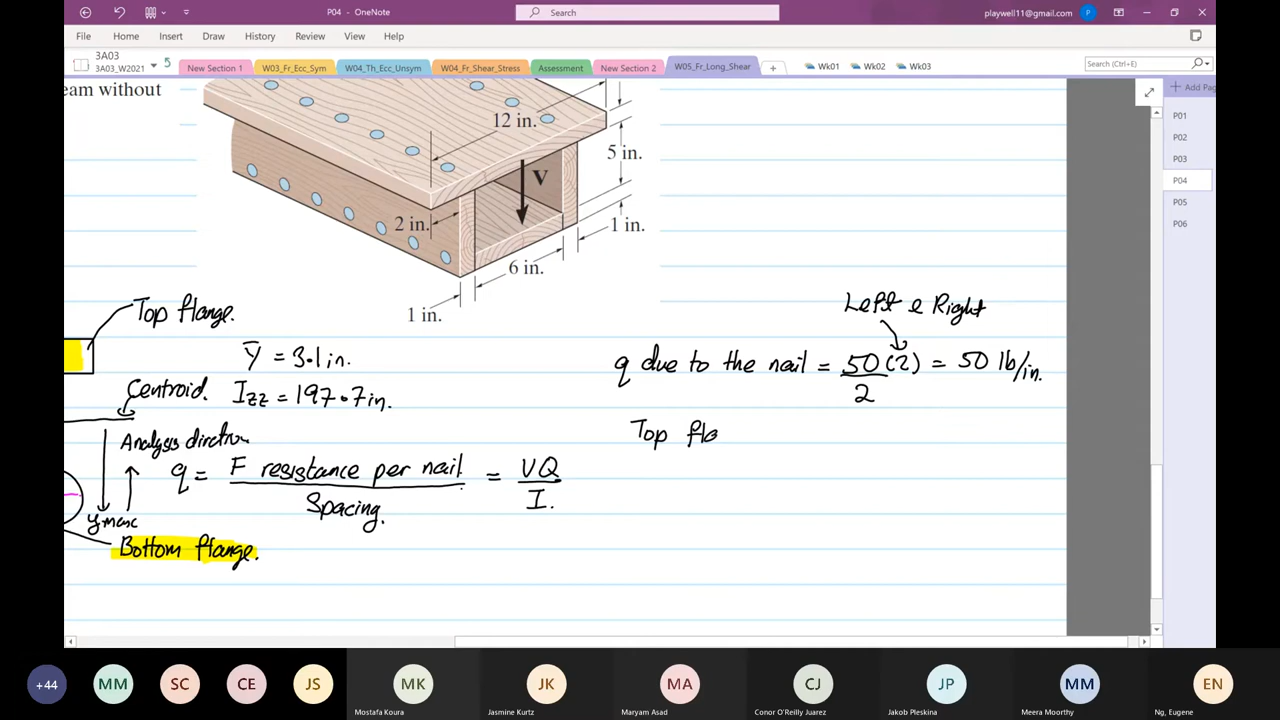 P04 - OneNote
Search
playwell11@gmail.com
P
File Home Insert Draw History Review View Help
3A03
3A03_W2021
5
New Section 1 W03_Fr_Ecc_Sym W04_Th_Ecc_Unsym W04_Fr_Shear_Stress Assessment New Section 2 W05_Fr_Long_Shear + Wk01 Wk02 Wk03
Search (Ctrl+E)
+ Add Pag
eam without
P01
P02
P03
P04
P05
P06
12 in.
5 in.
V
2 in.
1 in.
6 in.
1 in.
Top flange.
Left & Right
Ȳ = 3.1 in.
q due to the nail = 50/2 (2) = 50 lb/in.
Centroid.
Izz = 197.7 in.
Top fla
Analysis direction
q = F resistance per nail / Spacing. = VQ / I.
ymax
Bottom flange.
+44 MM SC CE JS MK JK MA CJ JP MM EN
Mostafa Koura Jasmine Kurtz Maryam Asad Conor O'Reilly Juarez Jakob Pleskina Meera Moorthy Ng, Eugene